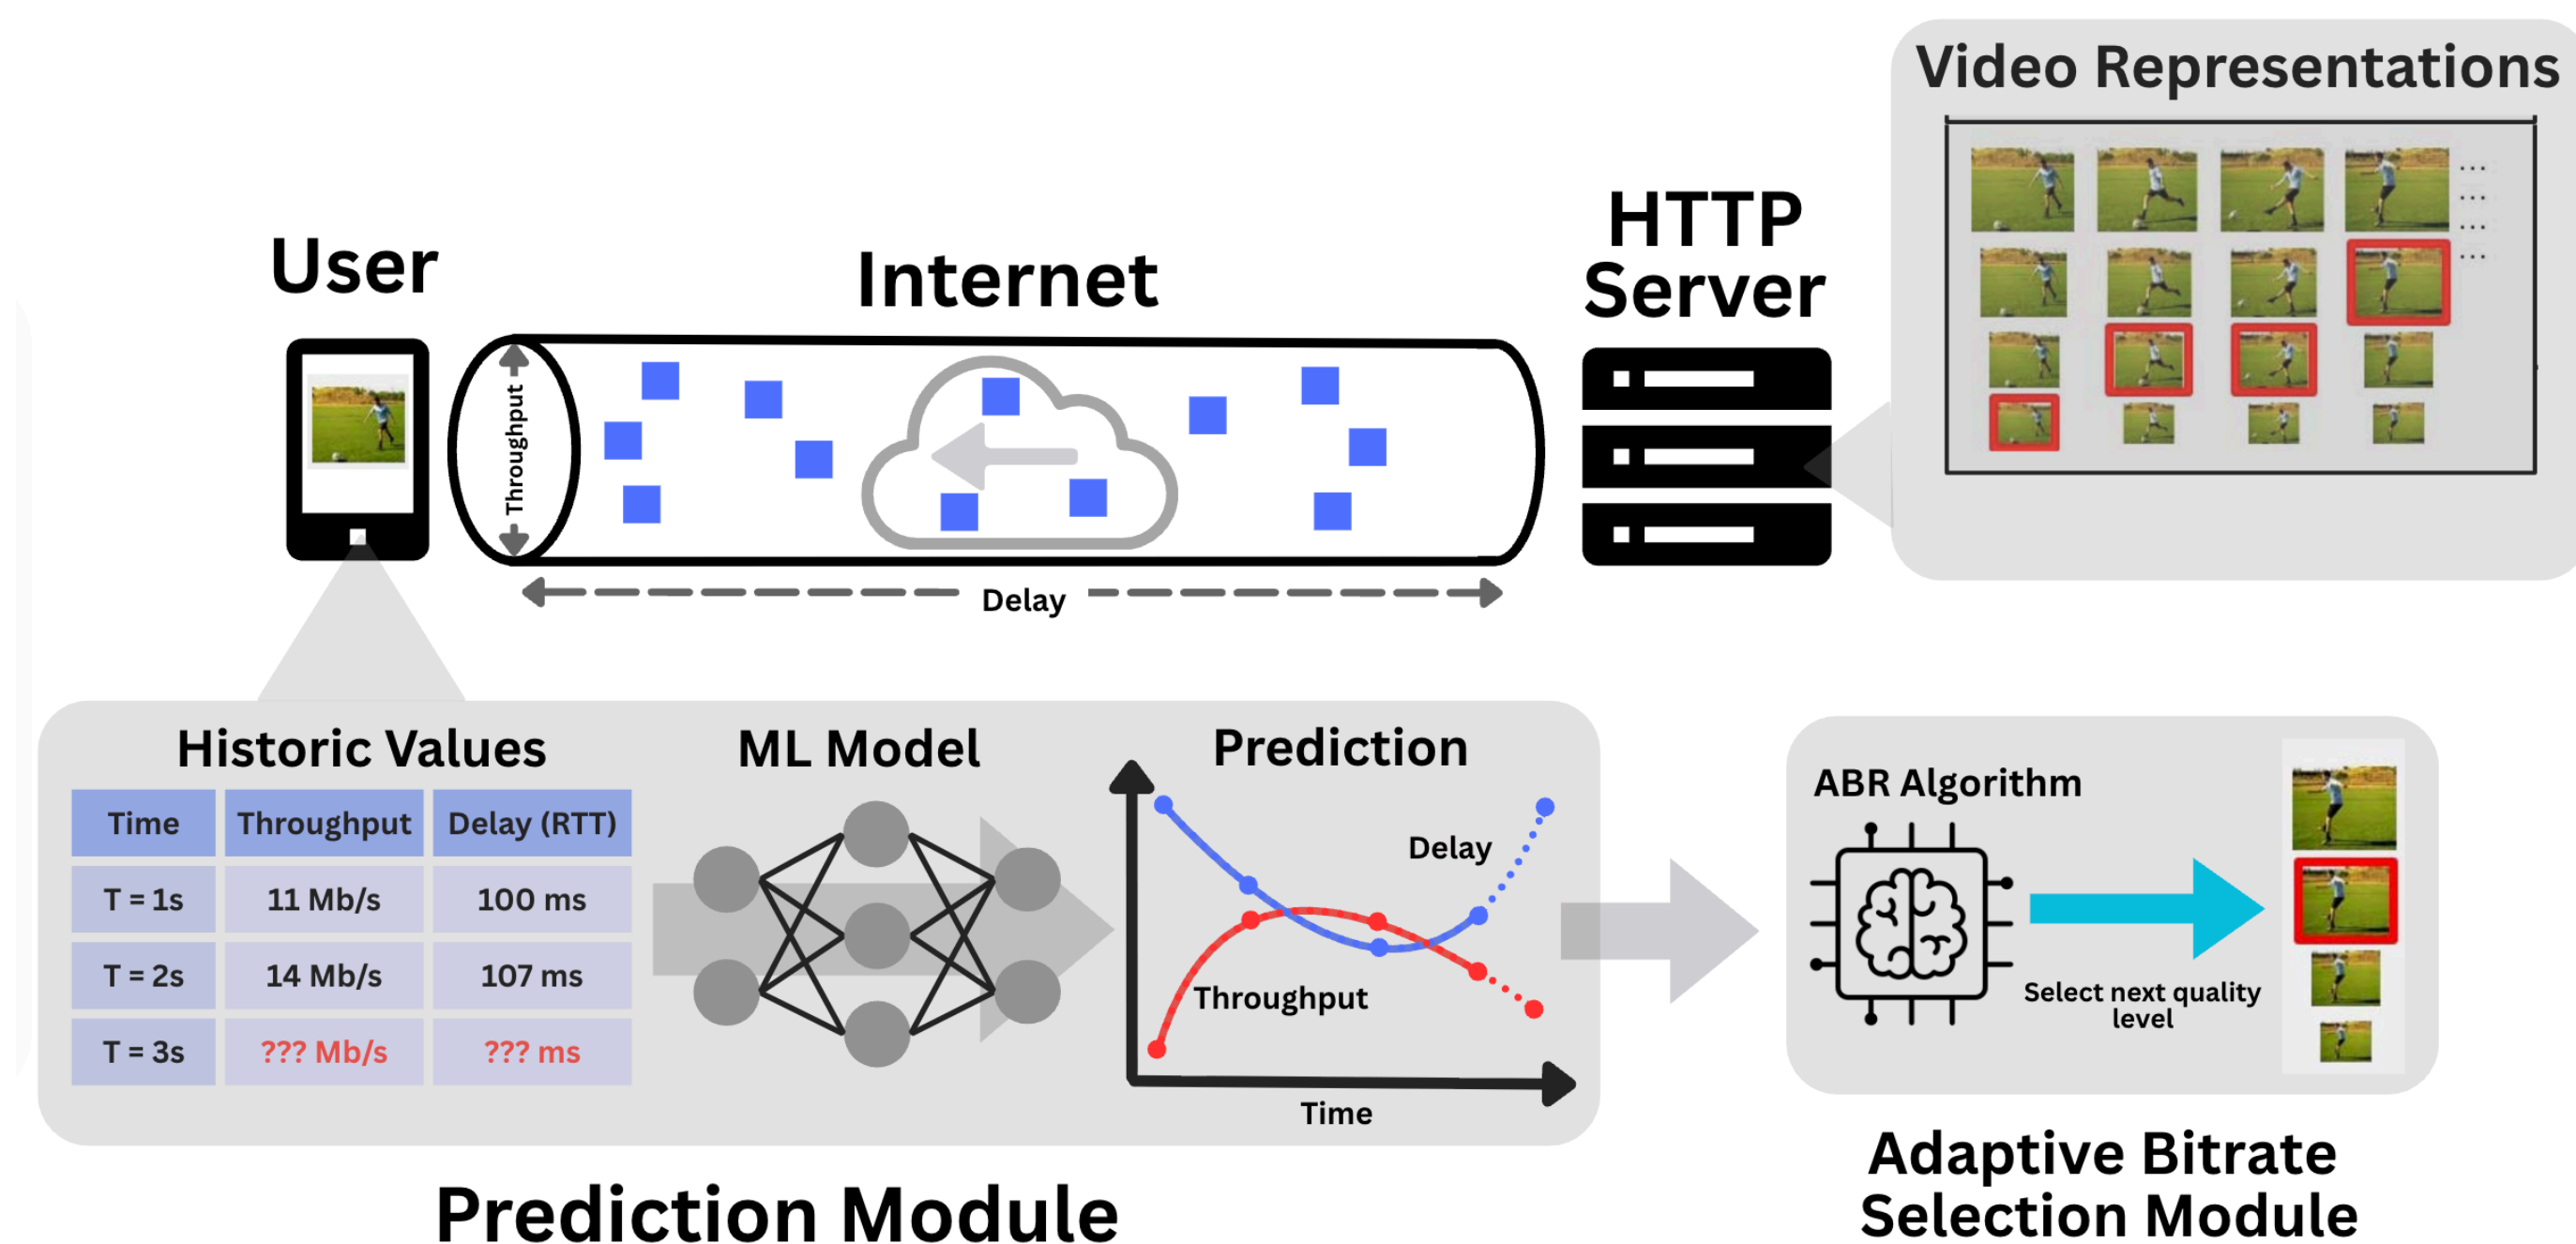 Video Representations
HTTP
Server
User
Internet
Throughput
Delay
Historic Values
Time Throughput Delay (RTT)
T = 1s 11 Mb/s 100 ms
T = 2s 14 Mb/s 107 ms
T = 3s ??? Mb/s ??? ms
ML Model
Prediction
Delay
Throughput
Time
ABR Algorithm
Select next quality
level
Prediction Module
Adaptive Bitrate
Selection Module